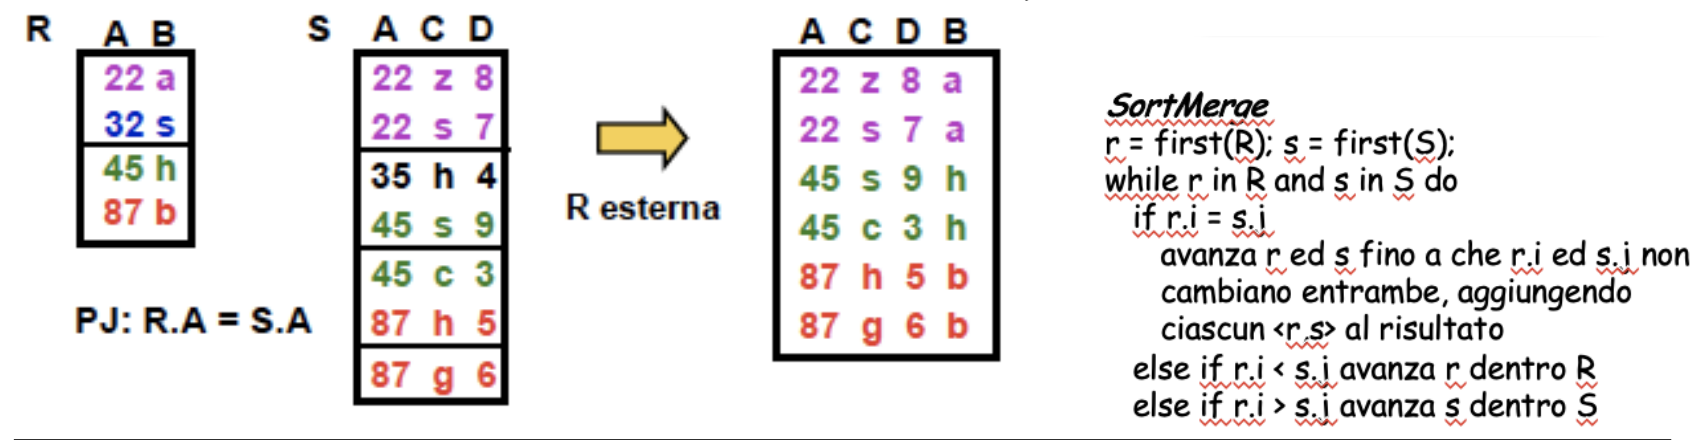 R
A B
22 a
32 s
45 h
87 b
PJ: R.A = S.A
S
A C D
22 z 8
22 s 7
35 h 4
45 s 9
45 c 3
87 h 5
87 g 6
R esterna
A C D B
22 z 8 a
22 s 7 a
45 s 9 h
45 c 3 h
87 h 5 b
87 g 6 b
SortMerge
r = first(R); s = first(S);
while r in R and s in S do
if r.i = s.j
avanza r ed s fino a che r.i ed s.j non
cambiano entrambe, aggiungendo
ciascun <r.s> al risultato
else if r.i < s.j avanza r dentro R
else if r.i > s.j avanza s dentro S